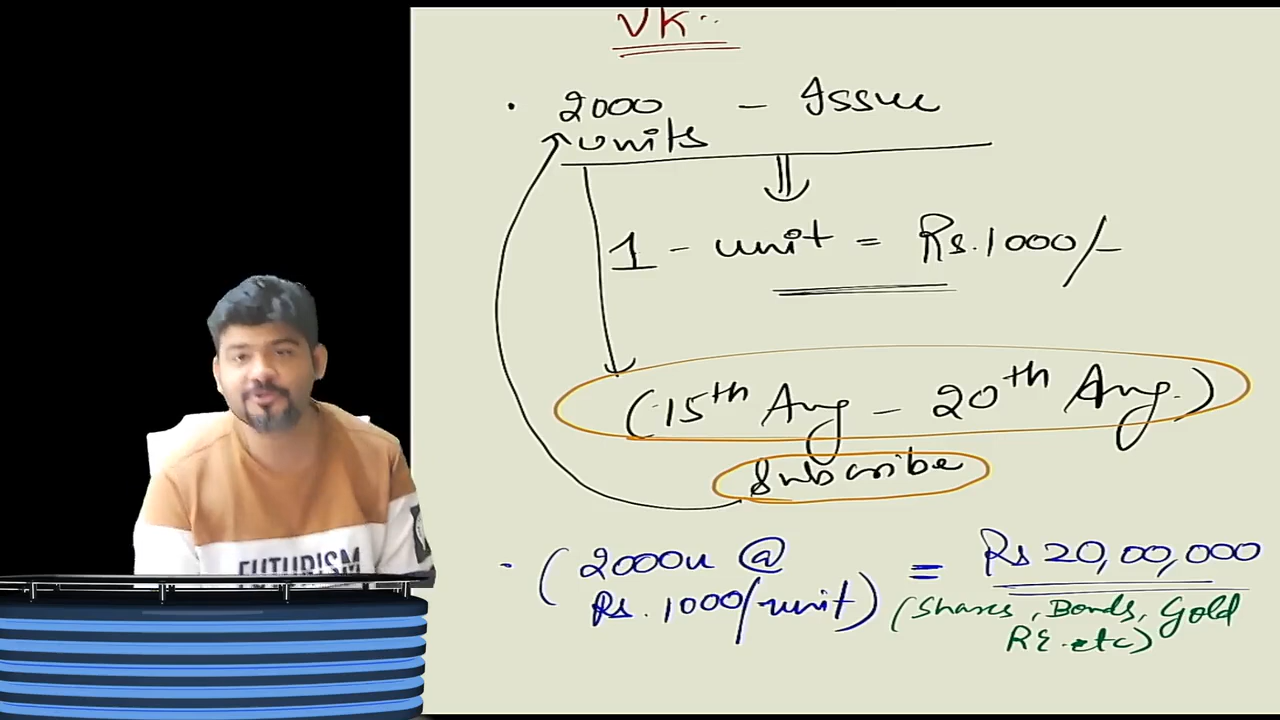 VK..
. 2000 - Issue
units
1 - unit = Rs.1000/-
(15th Aug - 20th Aug.)
Subscribe
- (2000u @ = Rs 20,00,000
Rs. 1000/unit) (Shares, Bonds, Gold
RE. etc)
FUTURISM